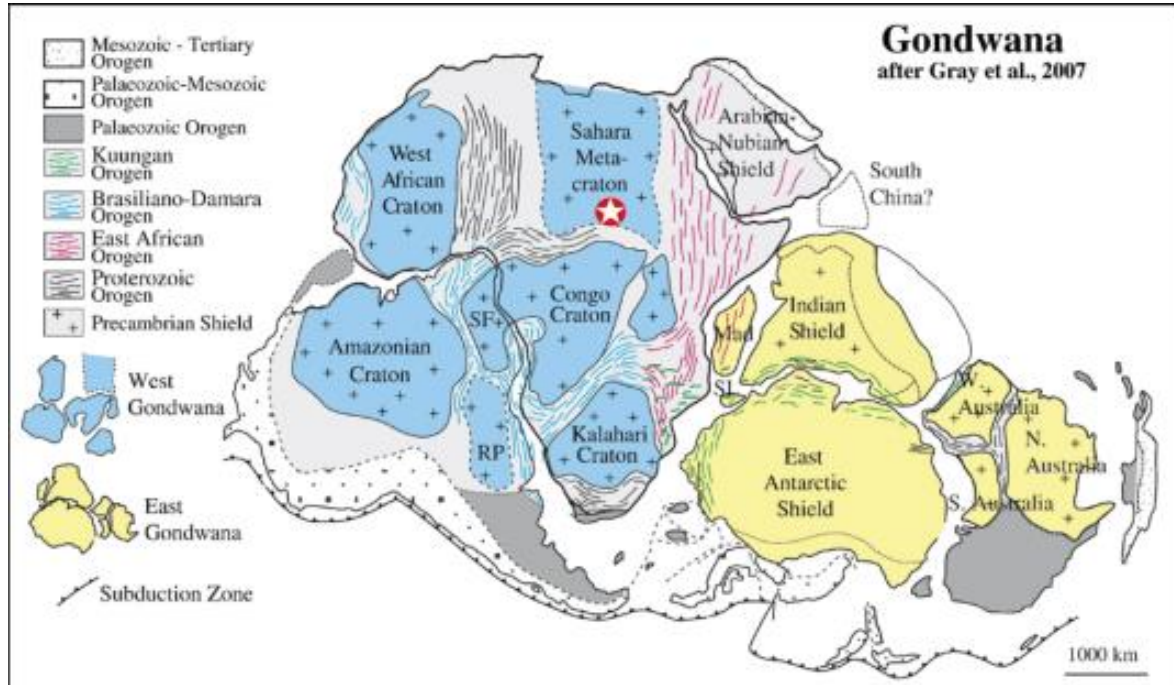 Gondwana
after Gray et al., 2007
Mesozoic - Tertiary
Orogen
Palaeozoic-Mesozoic
Orogen
Palaeozoic Orogen
Kuungan
Orogen
Brasiliano-Damara
Orogen
East African
Orogen
Proterozoic
Orogen
Precambrian Shield
West
Gondwana
East
Gondwana
Subduction Zone
West
African
Craton
Sahara
Meta-
craton
Arabian-
Nubian
Shield
South
China?
Amazonian
Craton
SF
Congo
Craton
RP
Kalahari
Craton
Mad
SL
Indian
Shield
East
Antarctic
Shield
W.
Australia
N.
Australia
S. Australia
1000 km